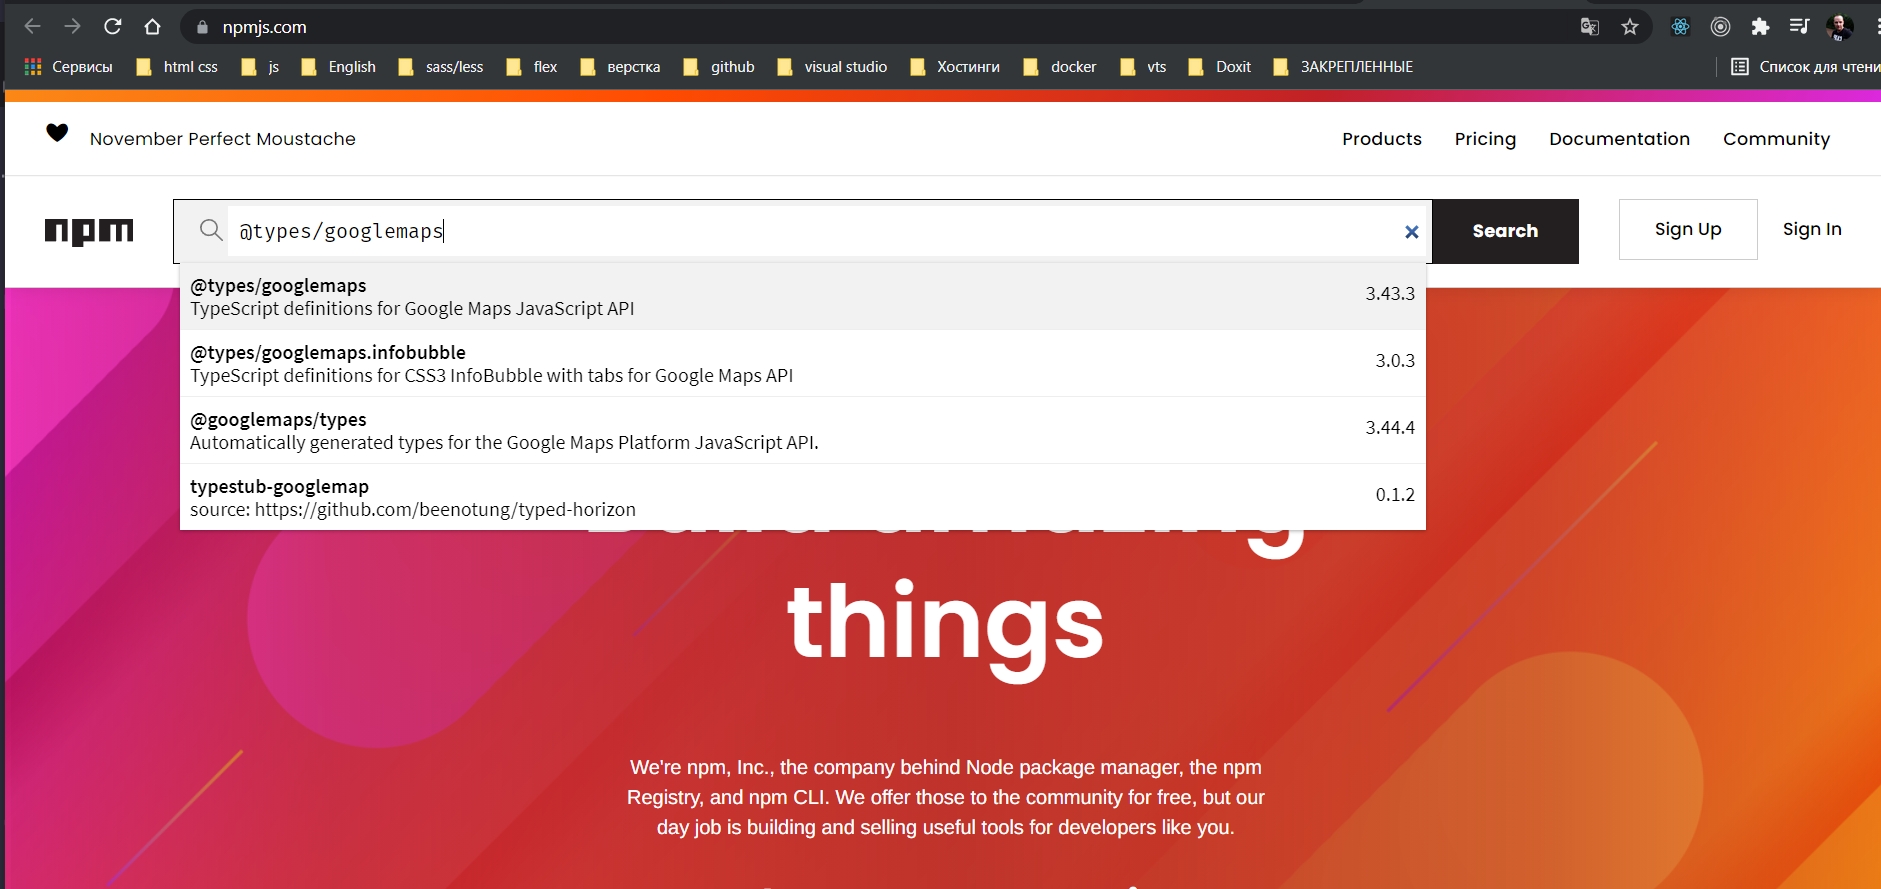 npmjs.com
Сервисы html css js English sass/less flex верстка github visual studio Хостинги docker vts Doxit ЗАКРЕПЛЕННЫЕ Список для чтени
November Perfect Moustache Products Pricing Documentation Community
npm @types/googlemaps Search Sign Up Sign In
@types/googlemaps 3.43.3
TypeScript definitions for Google Maps JavaScript API
@types/googlemaps.infobubble 3.0.3
TypeScript definitions for CSS3 InfoBubble with tabs for Google Maps API
@googlemaps/types 3.44.4
Automatically generated types for the Google Maps Platform JavaScript API.
typestub-googlemap 0.1.2
source: https://github.com/beenotung/typed-horizon
things
We're npm, Inc., the company behind Node package manager, the npm
Registry, and npm CLI. We offer those to the community for free, but our
day job is building and selling useful tools for developers like you.